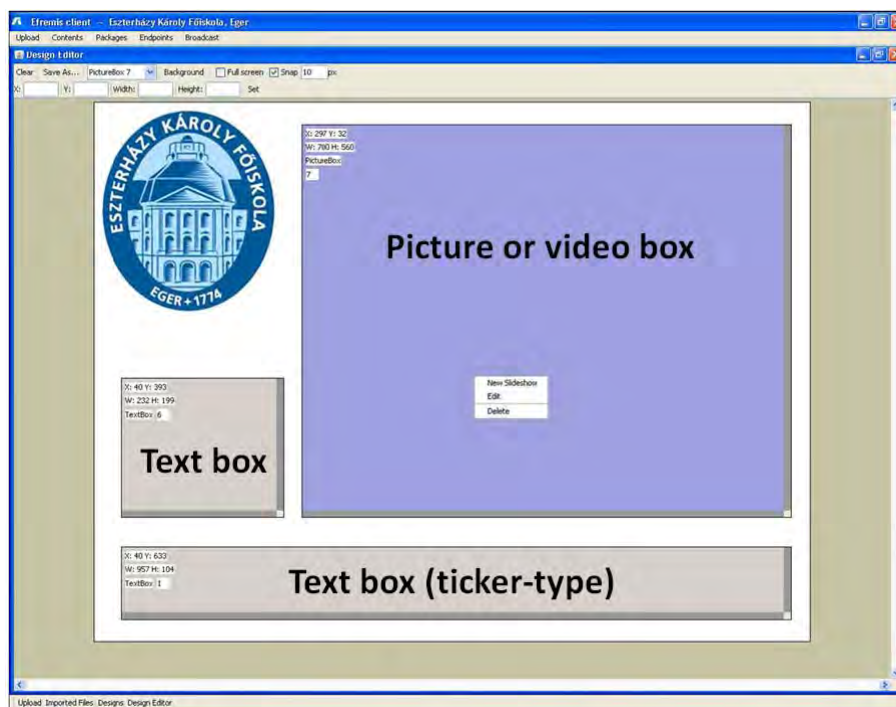 Efremis client -- Eszterházy Károly Főiskola, Eger
Upload Contents Packages Endpoints Broadcast
Design Editor
Clear Save As... PictureBox 7 Background Full screen Snap 10 px
X: Y: Width: Height: Set
ESZTERHÁZY KÁROLY FŐISKOLA
EGER 1774
X: 297 Y: 32
W: 780 H: 560
PictureBox
7
Picture or video box
New Slideshow
Edit
Delete
X: 40 Y: 393
W: 232 H: 199
TextBox 6
Text box
X: 40 Y: 633
W: 957 H: 104
TextBox 1
Text box (ticker-type)
Upload Imported Files Designs Design Editor